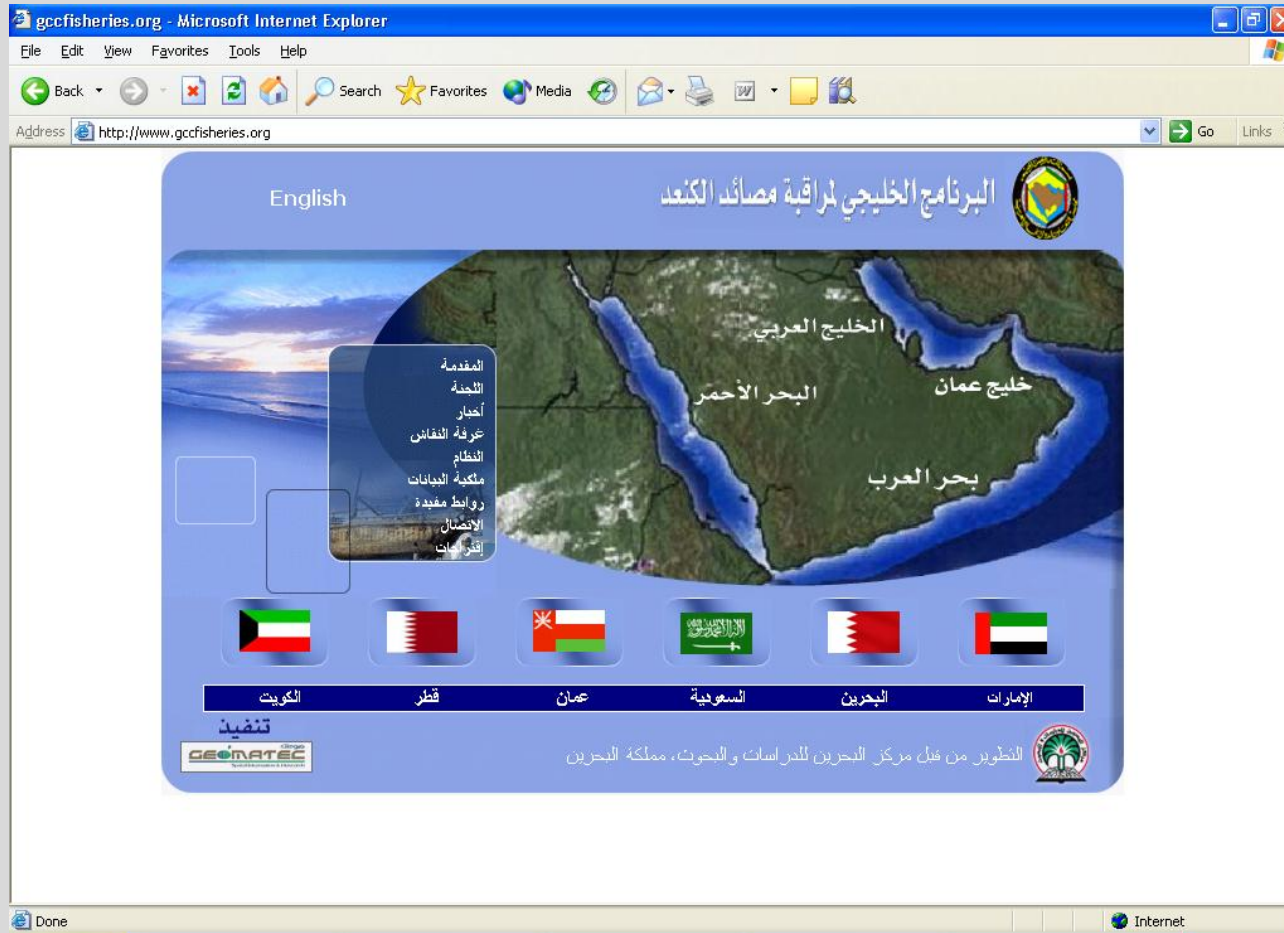 gccfisheries.org - Microsoft Internet Explorer
File Edit View Favorites Tools Help
Back Search Favorites Media
Address http://www.gccfisheries.org Go Links
English
البرنامج الخليجي لمراقبة مصائد الكنعد
الخليج العربي
البحر الأحمر
خليج عمان
بحر العرب
المقدمة
اللجنة
أخبار
غرفة النقاش
النظام
ملكية البيانات
روابط مفيدة
الاتصال
إقتراحات
الإمارات البحرين السعودية عمان قطر الكويت
تنفيذ
GEOMATEC
التطوير من قبل مركز البحرين للدراسات والبحوث، مملكة البحرين
Done Internet